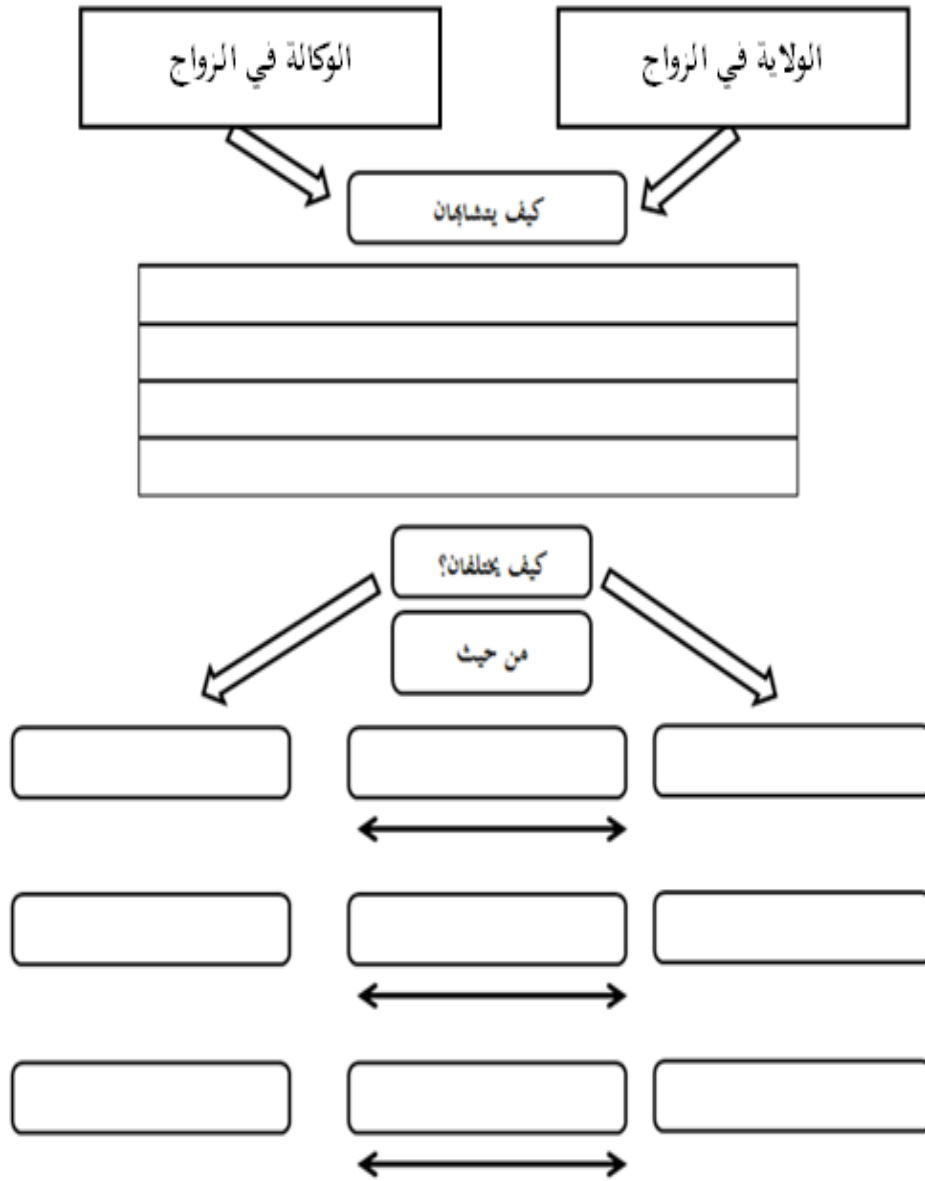 الولاية في الزواج
الوكالة في الزواج
كيف يتشابهان
كيف يختلفان؟
من حيث